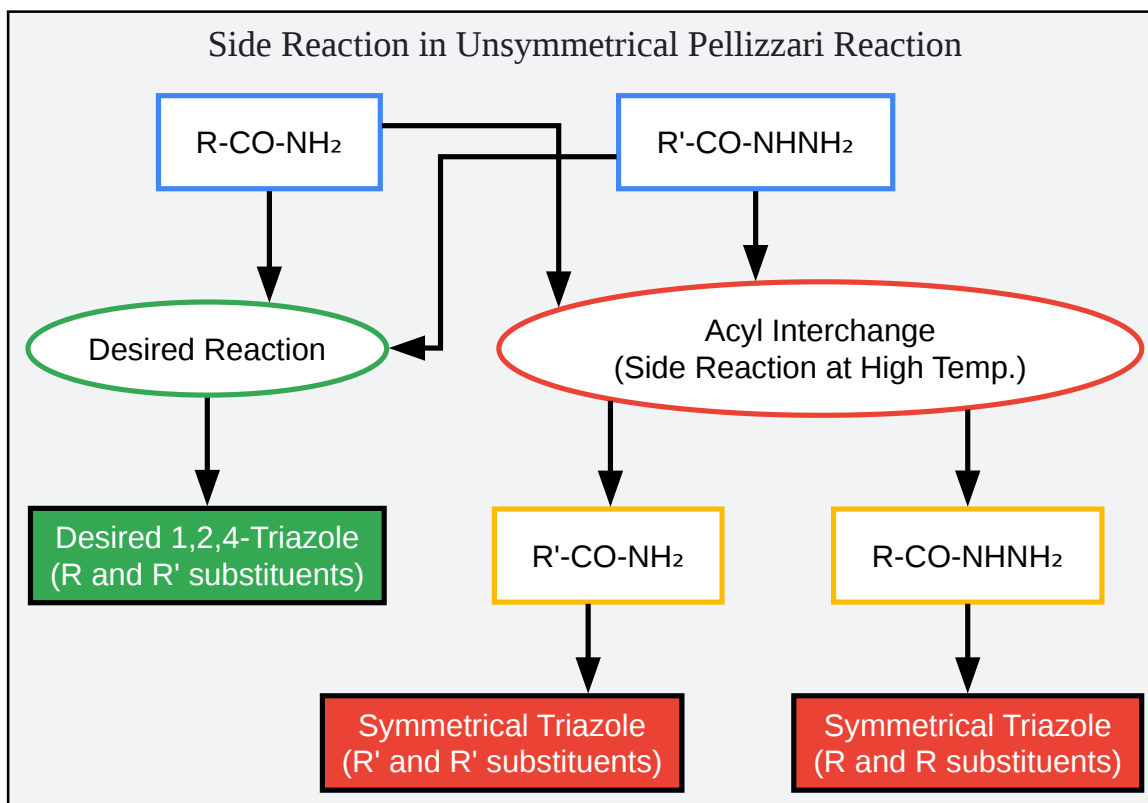 Side Reaction in Unsymmetrical Pellizzari Reaction
R-CO-NH₂
R'-CO-NHNH₂
Desired Reaction
Acyl Interchange
(Side Reaction at High Temp.)
Desired 1,2,4-Triazole
(R and R' substituents)
R'-CO-NH₂
R-CO-NHNH₂
Symmetrical Triazole
(R' and R' substituents)
Symmetrical Triazole
(R and R substituents)